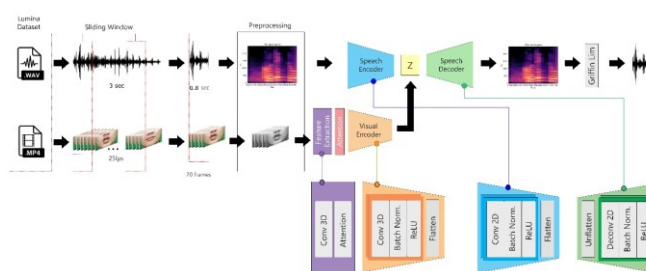 Lumina
Dataset
Sliding Window
Preprocessing
.WAV
3 sec
0.8 sec
Speech
Encoder
Z
Speech
Decoder
Griffin Lim
.MP4
...
25fps
20 frames
Feature
Extraction
Attention
Visual
Encoder
Conv 3D
Attention
Conv 3D
Batch Norm.
ReLU
Flatten
Conv 2D
Batch Norm.
ReLU
Flatten
Unflatten
Deconv 2D
Batch Norm.
ReLU